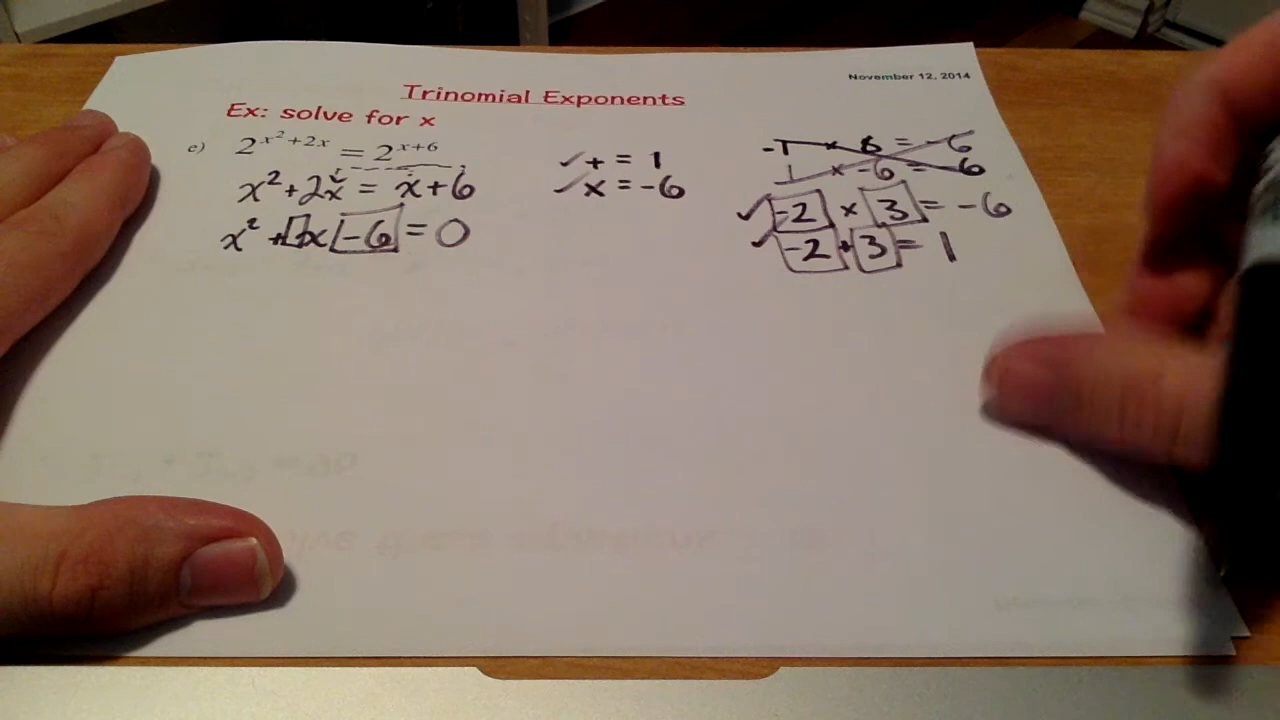 November 12, 2014
Trinomial Exponents
Ex: solve for x
e) 2^{x^2+2x} = 2^{x+6}
x² + 2x = x + 6
x² + 1x - 6 = 0
✓ + = 1
✓ x = -6
-1 x 6 = -6
1 x -6 = -6
✓ -2 x 3 = -6
✓ -2 + 3 = 1